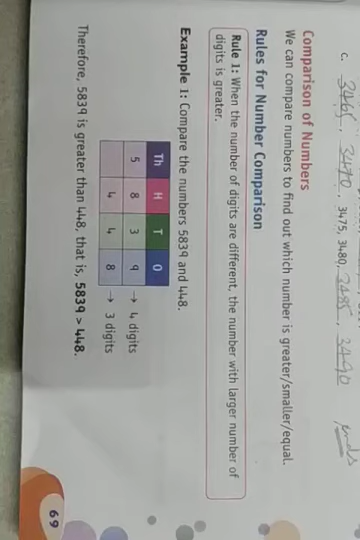 c. 3465, 3470, 3475, 3480, 3485, 3490
Comparison of Numbers
We can compare numbers to find out which number is greater/smaller/equal.
Rules for Number Comparison
Rule 1: When the number of digits are different, the number with larger number of
digits is greater.
Example 1: Compare the numbers 5839 and 448.
Th H T O
5 8 3 9 → 4 digits
4 4 8 → 3 digits
Therefore, 5839 is greater than 448, that is, 5839 > 448.
69